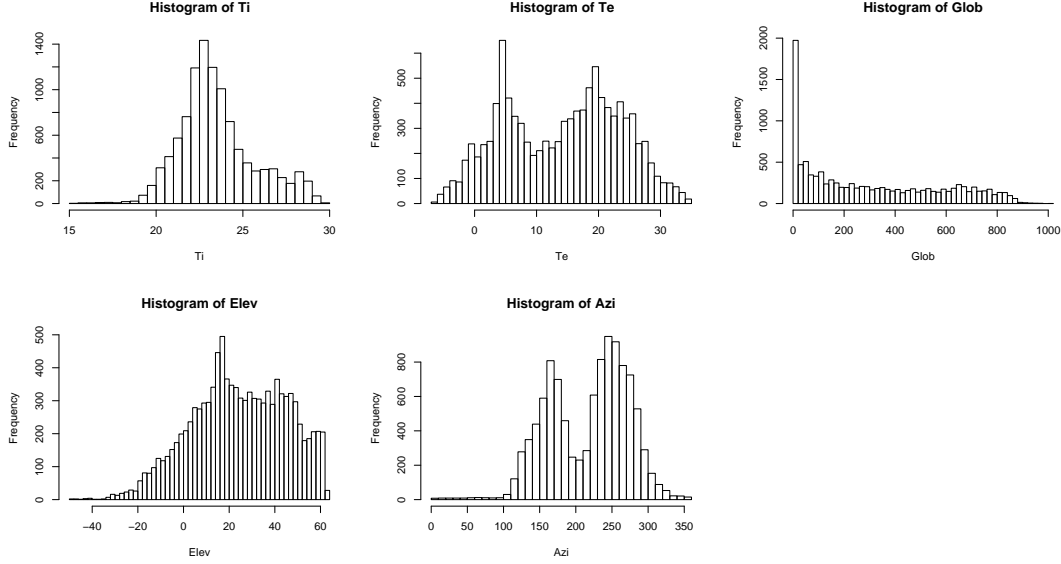 Histogram of Ti
Frequency
0 200 600 1000 1400
15 20 25 30
Ti
Histogram of Te
Frequency
0 100 300 500
0 10 20 30
Te
Histogram of Glob
Frequency
0 500 1000 1500 2000
0 200 400 600 800 1000
Glob
Histogram of Elev
Frequency
0 100 200 300 400 500
−40 −20 0 20 40 60
Elev
Histogram of Azi
Frequency
0 200 400 600 800
0 50 100 150 200 250 300 350
Azi